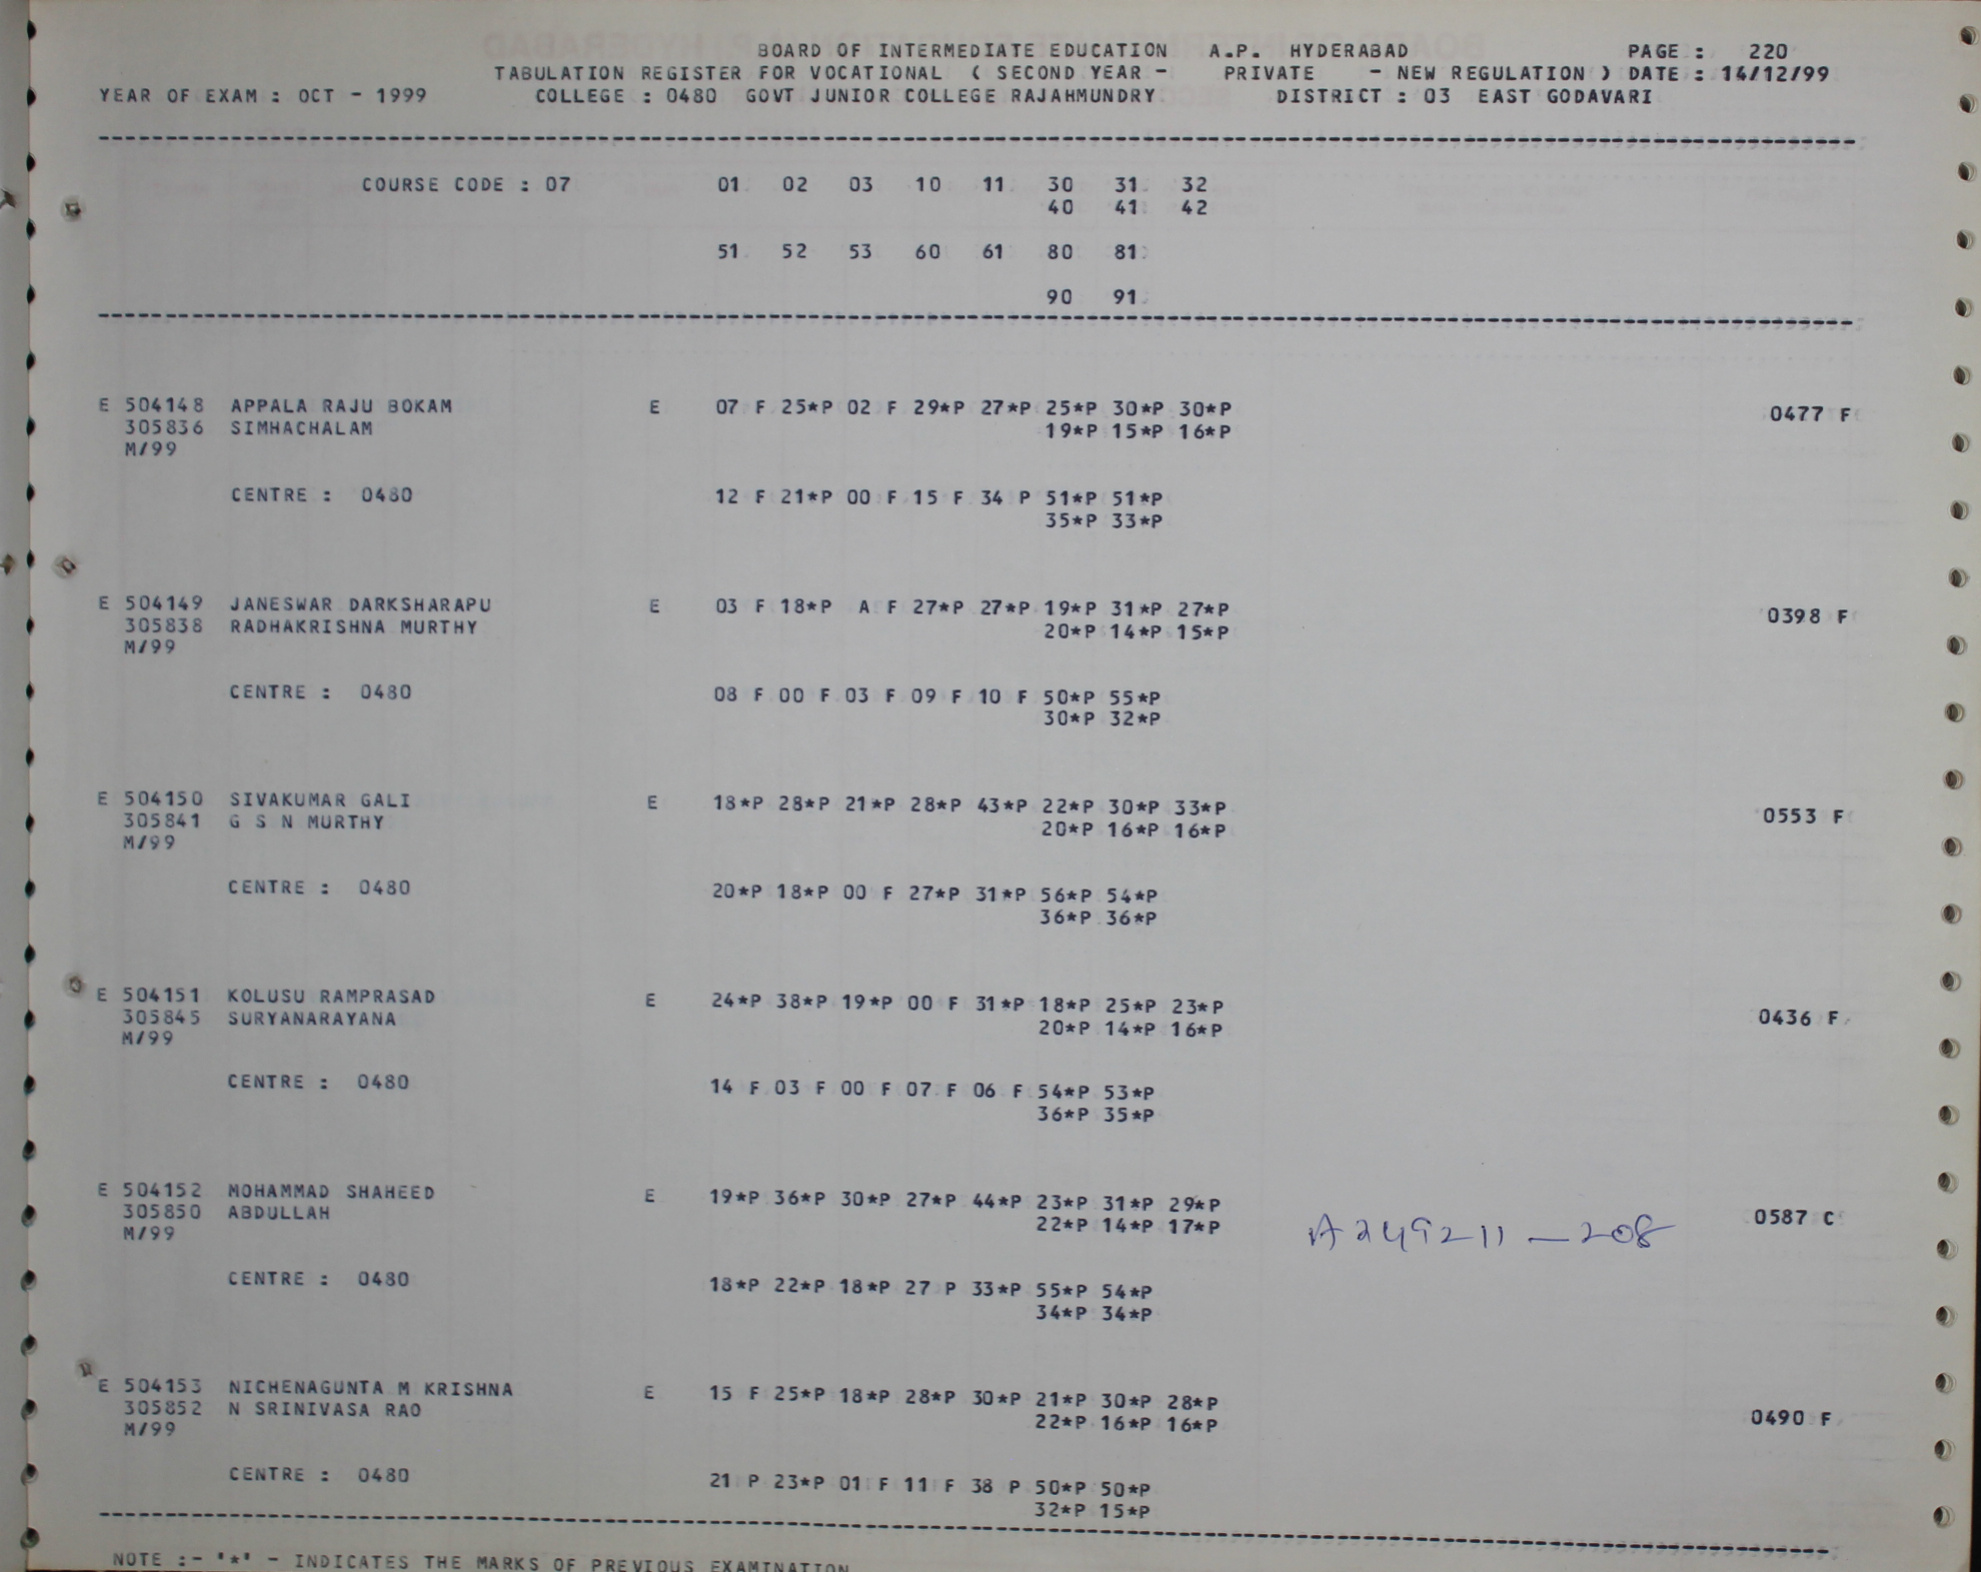 BOARD OF INTERMEDIATE EDUCATION A.P. HYDERABAD PAGE : 220
TABULATION REGISTER FOR VOCATIONAL ( SECOND YEAR - PRIVATE - NEW REGULATION ) DATE : 14/12/99
YEAR OF EXAM : OCT - 1999 COLLEGE : 0480 GOVT JUNIOR COLLEGE RAJAHMUNDRY DISTRICT : 03 EAST GODAVARI
COURSE CODE : 07 01 02 03 10 11 30 31 32
40 41 42
51 52 53 60 61 80 81
90 91
E 504148 APPALA RAJU BOKAM E 07 F 25*P 02 F 29*P 27*P 25*P 30*P 30*P 0477 F
305836 SIMHACHALAM 19*P 15*P 16*P
M/99
CENTRE : 0480 12 F 21*P 00 F 15 F 34 P 51*P 51*P
35*P 33*P
E 504149 JANESWAR DARKSHARAPU E 03 F 18*P A F 27*P 27*P 19*P 31*P 27*P 0398 F
305838 RADHAKRISHNA MURTHY 20*P 14*P 15*P
M/99
CENTRE : 0480 08 F 00 F 03 F 09 F 10 F 50*P 55*P
30*P 32*P
E 504150 SIVAKUMAR GALI E 18*P 28*P 21*P 28*P 43*P 22*P 30*P 33*P 0553 F
305841 G S N MURTHY 20*P 16*P 16*P
M/99
CENTRE : 0480 20*P 18*P 00 F 27*P 31*P 56*P 54*P
36*P 36*P
E 504151 KOLUSU RAMPRASAD E 24*P 38*P 19*P 00 F 31*P 18*P 25*P 23*P 0436 F
305845 SURYANARAYANA 20*P 14*P 16*P
M/99
CENTRE : 0480 14 F 03 F 00 F 07 F 06 F 54*P 53*P
36*P 35*P
E 504152 MOHAMMAD SHAHEED E 19*P 36*P 30*P 27*P 44*P 23*P 31*P 29*P 0587 C
305850 ABDULLAH 22*P 14*P 17*P A249211 - 208
M/99
CENTRE : 0480 18*P 22*P 18*P 27 P 33*P 55*P 54*P
34*P 34*P
E 504153 NICHENAGUNTA M KRISHNA E 15 F 25*P 18*P 28*P 30*P 21*P 30*P 28*P 0490 F
305852 N SRINIVASA RAO 22*P 16*P 16*P
M/99
CENTRE : 0480 21 P 23*P 01 F 11 F 38 P 50*P 50*P
32*P 15*P
NOTE :- '*' - INDICATES THE MARKS OF PREVIOUS EXAMINATION